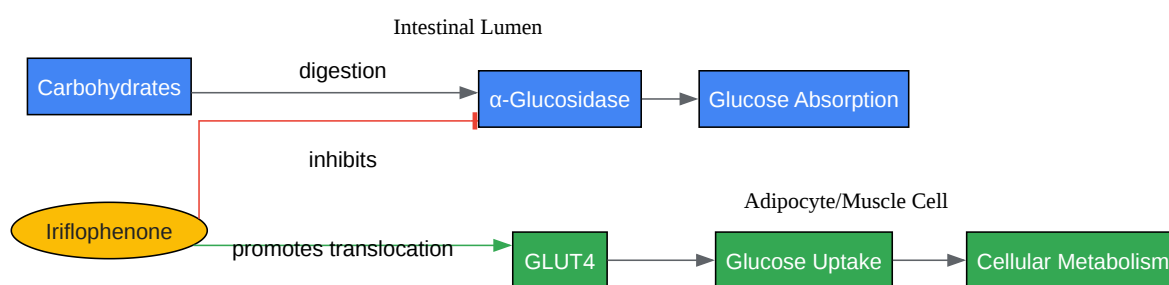 Intestinal Lumen
Carbohydrates
digestion
α-Glucosidase
Glucose Absorption
inhibits
Adipocyte/Muscle Cell
Iriflophenone
promotes translocation
GLUT4
Glucose Uptake
Cellular Metabolism